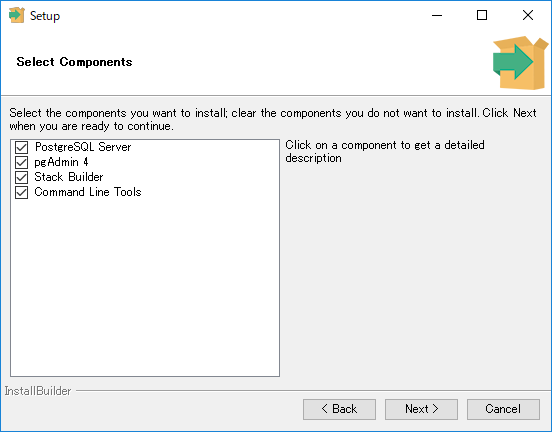 Setup
Select Components
Select the components you want to install; clear the components you do not want to install. Click Next
when you are ready to continue.
PostgreSQL Server
pgAdmin 4
Stack Builder
Command Line Tools
Click on a component to get a detailed
description
InstallBuilder
< Back
Next >
Cancel